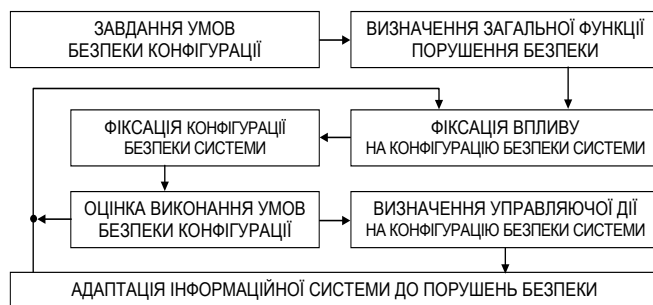 ЗАВДАННЯ УМОВ
БЕЗПЕКИ КОНФІГУРАЦІЇ
ВИЗНАЧЕННЯ ЗАГАЛЬНОЇ ФУНКЦІЇ
ПОРУШЕННЯ БЕЗПЕКИ
ФІКСАЦІЯ КОНФІГУРАЦІЇ
БЕЗПЕКИ СИСТЕМИ
ФІКСАЦІЯ ВПЛИВУ
НА КОНФІГУРАЦІЮ БЕЗПЕКИ СИСТЕМИ
ОЦІНКА ВИКОНАННЯ УМОВ
БЕЗПЕКИ КОНФІГУРАЦІЇ
ВИЗНАЧЕННЯ УПРАВЛЯЮЧОЇ ДІЇ
НА КОНФІГУРАЦІЮ БЕЗПЕКИ СИСТЕМИ
АДАПТАЦІЯ ІНФОРМАЦІЙНОЇ СИСТЕМИ ДО ПОРУШЕНЬ БЕЗПЕКИ